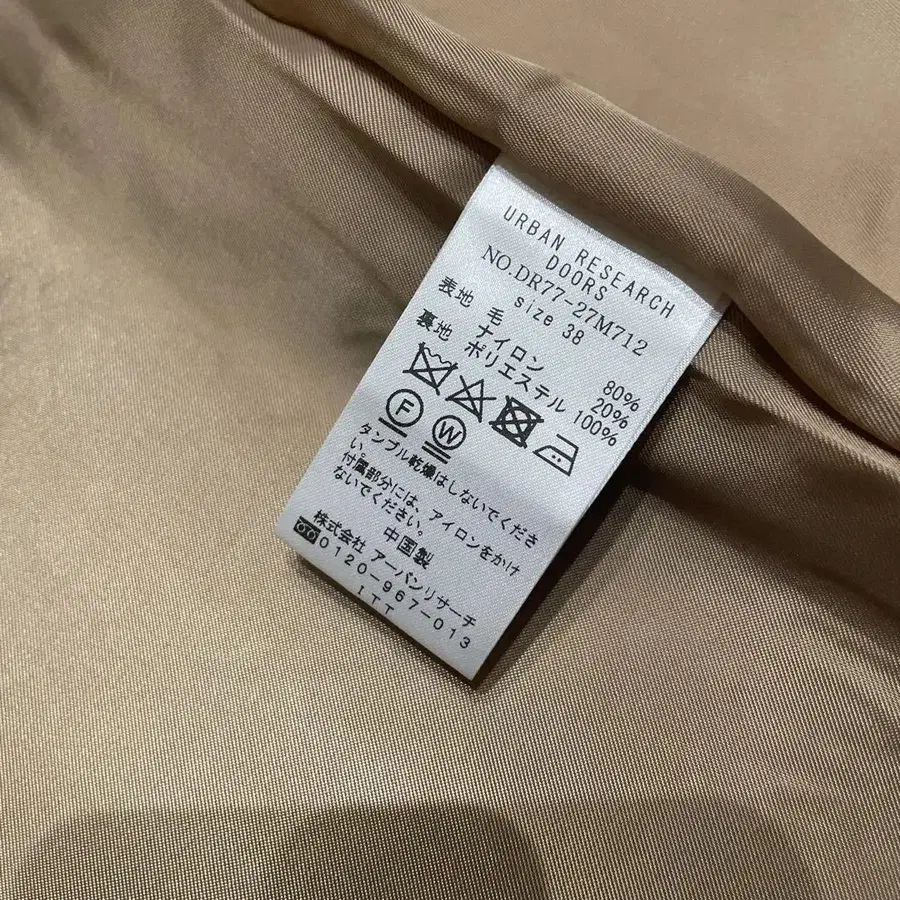 URBAN RESEARCH
DOORS
NO.DR77-27M712
size 38
表地 毛 80%
ナイロン 20%
裏地 ポリエステル 100%
F W
タンブル乾燥はしないでくださ
い。
付属部分には、アイロンをかけ
ないでください。
中国製
株式会社 アーバンリサーチ
0120-967-013
ITT